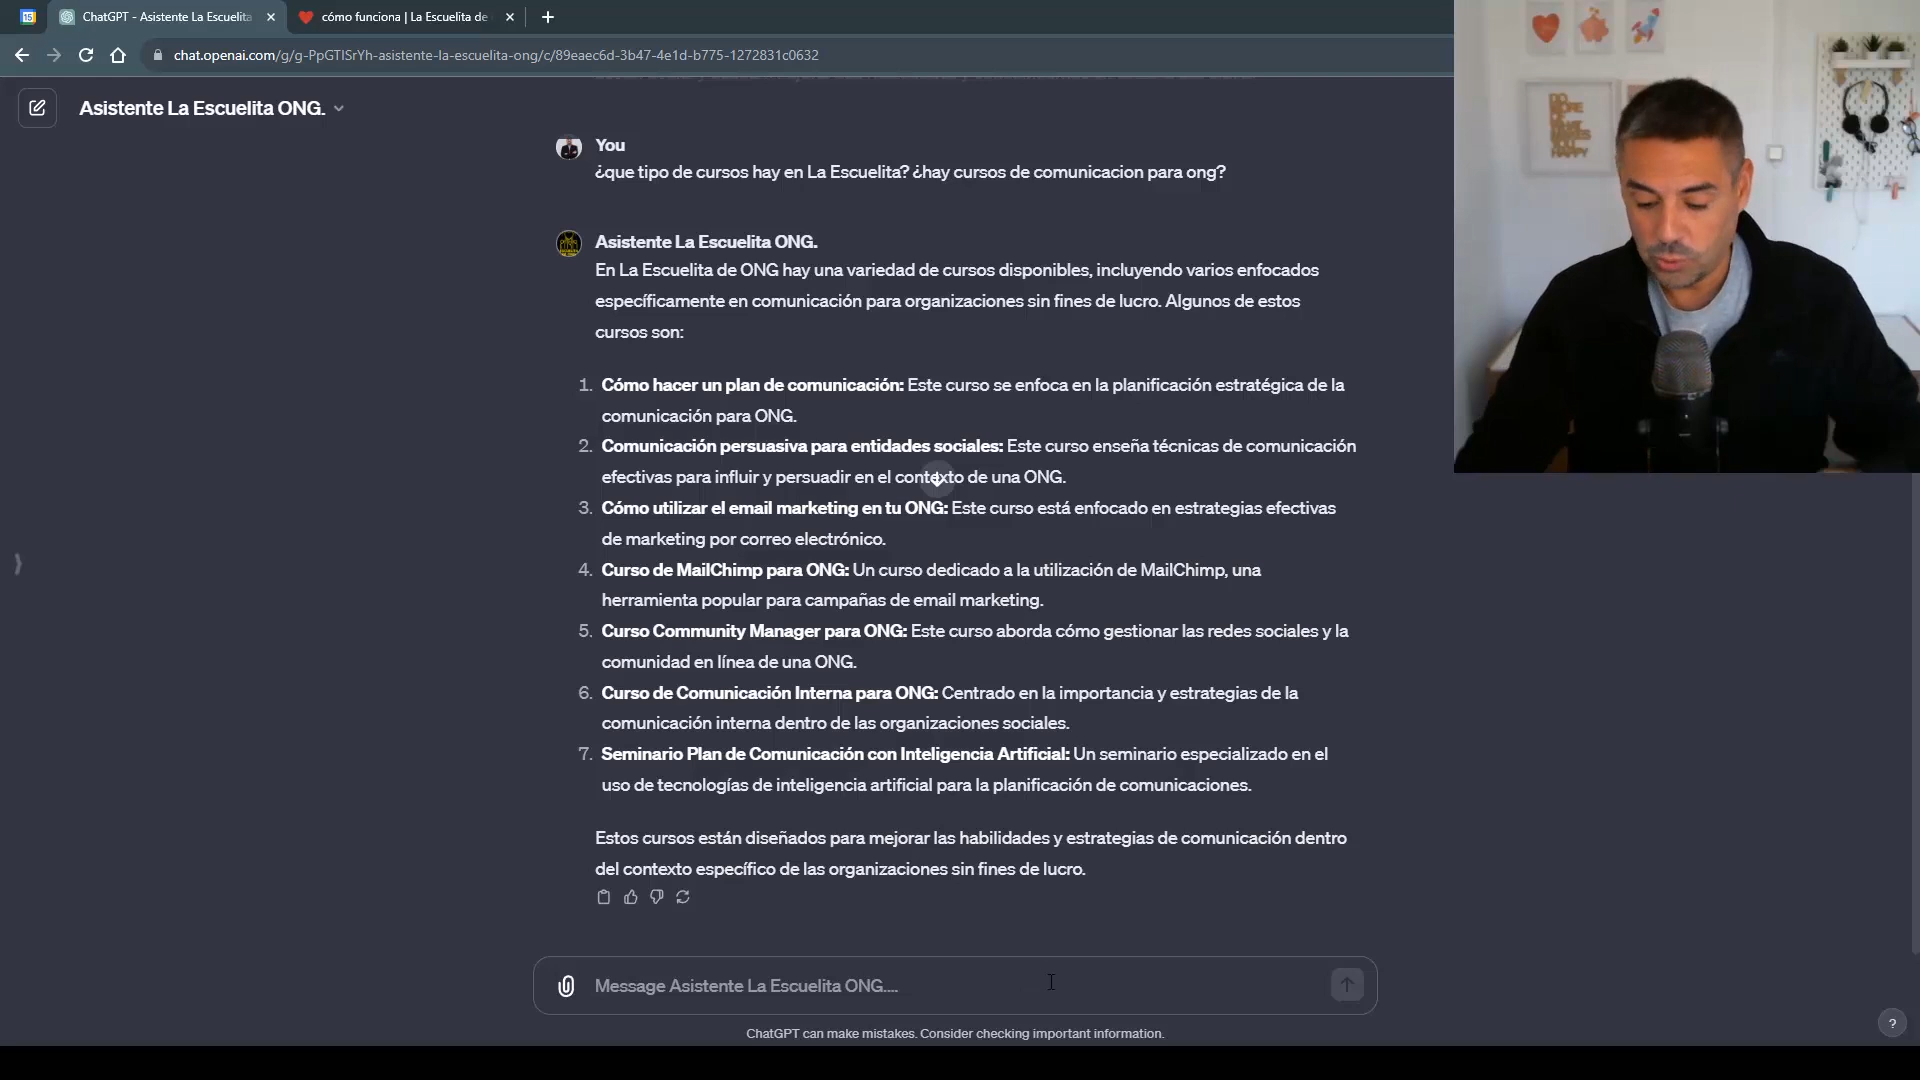 ChatGPT - Asistente La Escuelita
cómo funciona | La Escuelita de
chat.openai.com/g/g-PpGTISrYh-asistente-la-escuelita-ong/c/89eaec6d-3b47-4e1d-b775-1272831c0632
Asistente La Escuelita ONG.
You
¿que tipo de cursos hay en La Escuelita? ¿hay cursos de comunicacion para ong?
Asistente La Escuelita ONG.
En La Escuelita de ONG hay una variedad de cursos disponibles, incluyendo varios enfocados
específicamente en comunicación para organizaciones sin fines de lucro. Algunos de estos
cursos son:
1. Cómo hacer un plan de comunicación: Este curso se enfoca en la planificación estratégica de la
comunicación para ONG.
2. Comunicación persuasiva para entidades sociales: Este curso enseña técnicas de comunicación
efectivas para influir y persuadir en el contexto de una ONG.
3. Cómo utilizar el email marketing en tu ONG: Este curso está enfocado en estrategias efectivas
de marketing por correo electrónico.
4. Curso de MailChimp para ONG: Un curso dedicado a la utilización de MailChimp, una
herramienta popular para campañas de email marketing.
5. Curso Community Manager para ONG: Este curso aborda cómo gestionar las redes sociales y la
comunidad en línea de una ONG.
6. Curso de Comunicación Interna para ONG: Centrado en la importancia y estrategias de la
comunicación interna dentro de las organizaciones sociales.
7. Seminario Plan de Comunicación con Inteligencia Artificial: Un seminario especializado en el
uso de tecnologías de inteligencia artificial para la planificación de comunicaciones.
Estos cursos están diseñados para mejorar las habilidades y estrategias de comunicación dentro
del contexto específico de las organizaciones sin fines de lucro.
Message Asistente La Escuelita ONG....
ChatGPT can make mistakes. Consider checking important information.
?